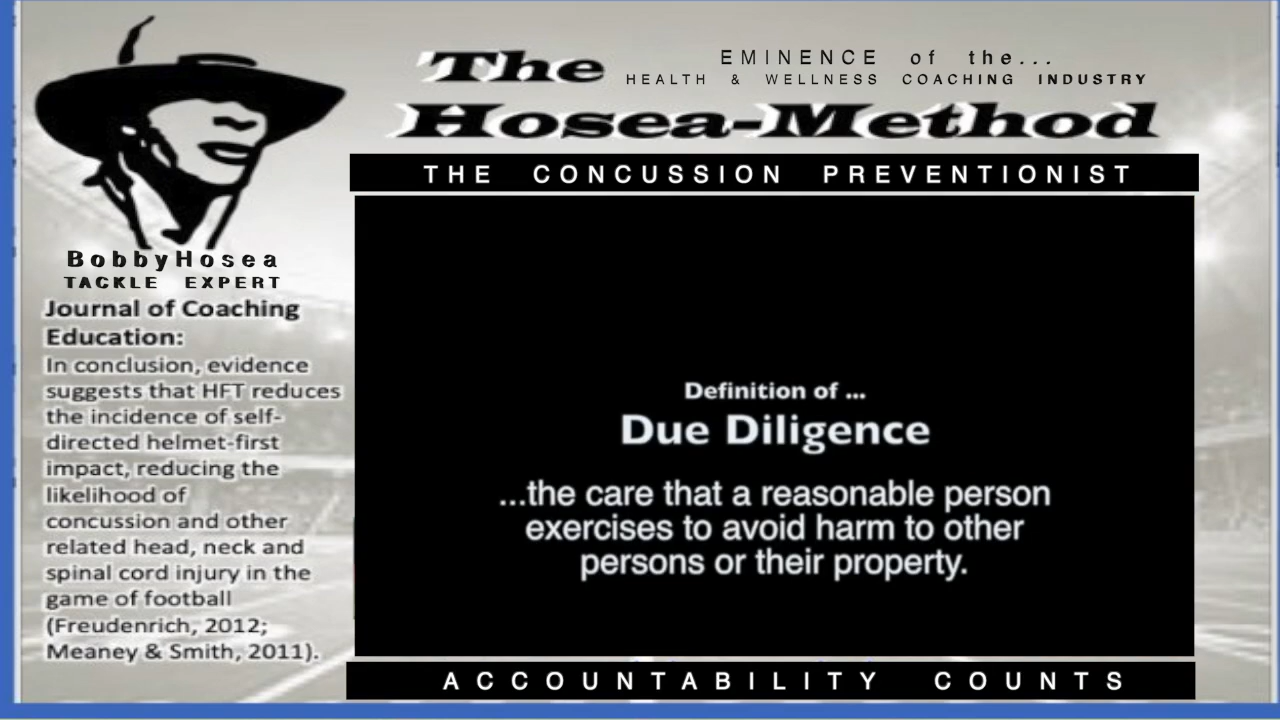 The
EMINENCE of the...
HEALTH & WELLNESS COACHING INDUSTRY
Hosea-Method
THE CONCUSSION PREVENTIONIST
BobbyHosea
TACKLE EXPERT
Journal of Coaching
Education:
In conclusion, evidence
suggests that HFT reduces
the incidence of self-
directed helmet-first
impact, reducing the
likelihood of
concussion and other
related head, neck and
spinal cord injury in the
game of football
(Freudenrich, 2012;
Meaney & Smith, 2011).
Definition of ...
Due Diligence
...the care that a reasonable person
exercises to avoid harm to other
persons or their property.
ACCOUNTABILITY COUNTS